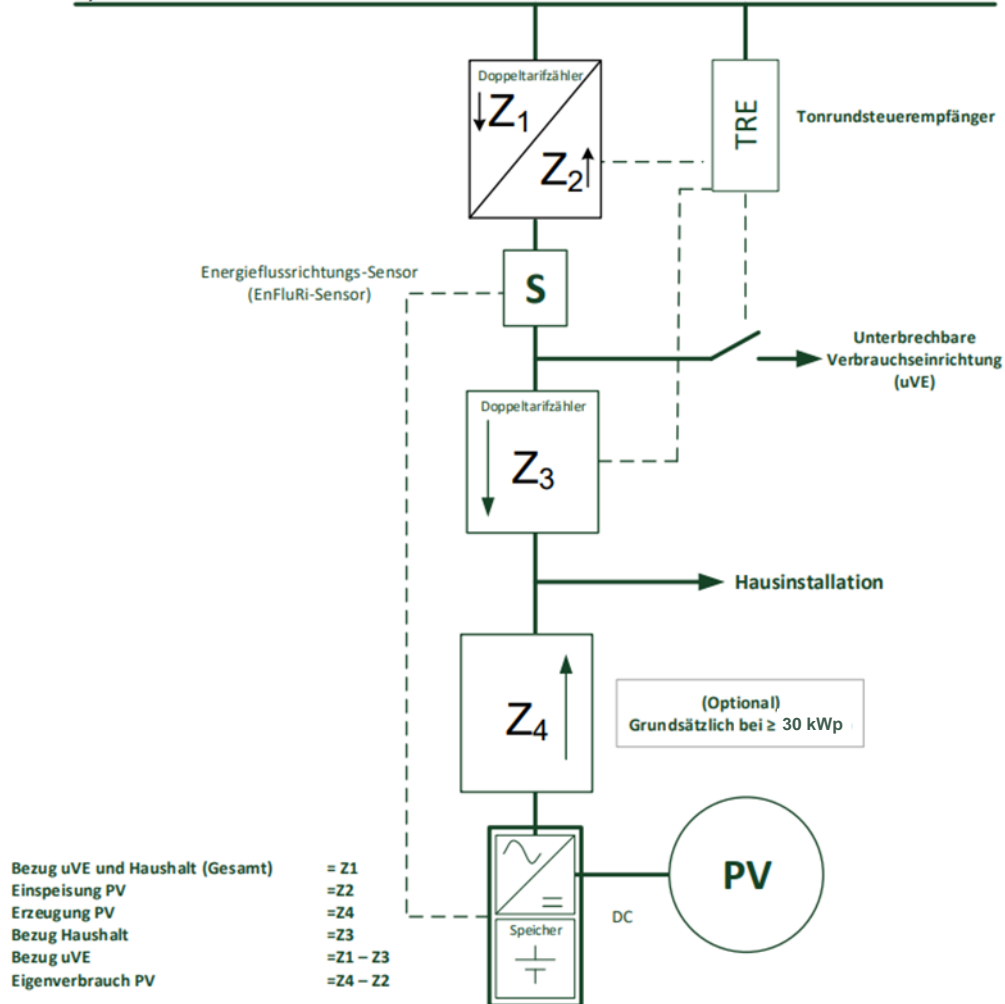 Doppeltarifzähler
Z1
Z2
TRE
Tonrundsteuerempfänger
Energieflussrichtungs-Sensor
(EnFluRi-Sensor)
S
Unterbrechbare
Verbrauchseinrichtung
(uVE)
Doppeltarifzähler
Z3
Hausinstallation
Z4
(Optional)
Grundsätzlich bei ≥ 30 kWp
PV
DC
Speicher
Bezug uVE und Haushalt (Gesamt) = Z1
Einspeisung PV =Z2
Erzeugung PV =Z4
Bezug Haushalt =Z3
Bezug uVE =Z1 – Z3
Eigenverbrauch PV =Z4 – Z2